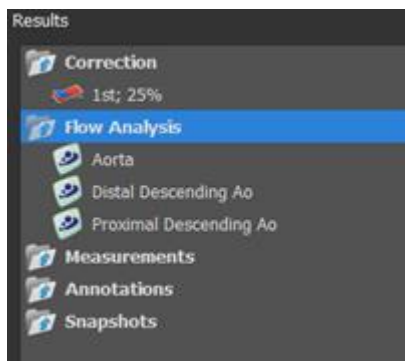 Results
Correction
1st; 25%
Flow Analysis
Aorta
Distal Descending Ao
Proximal Descending Ao
Measurements
Annotations
Snapshots